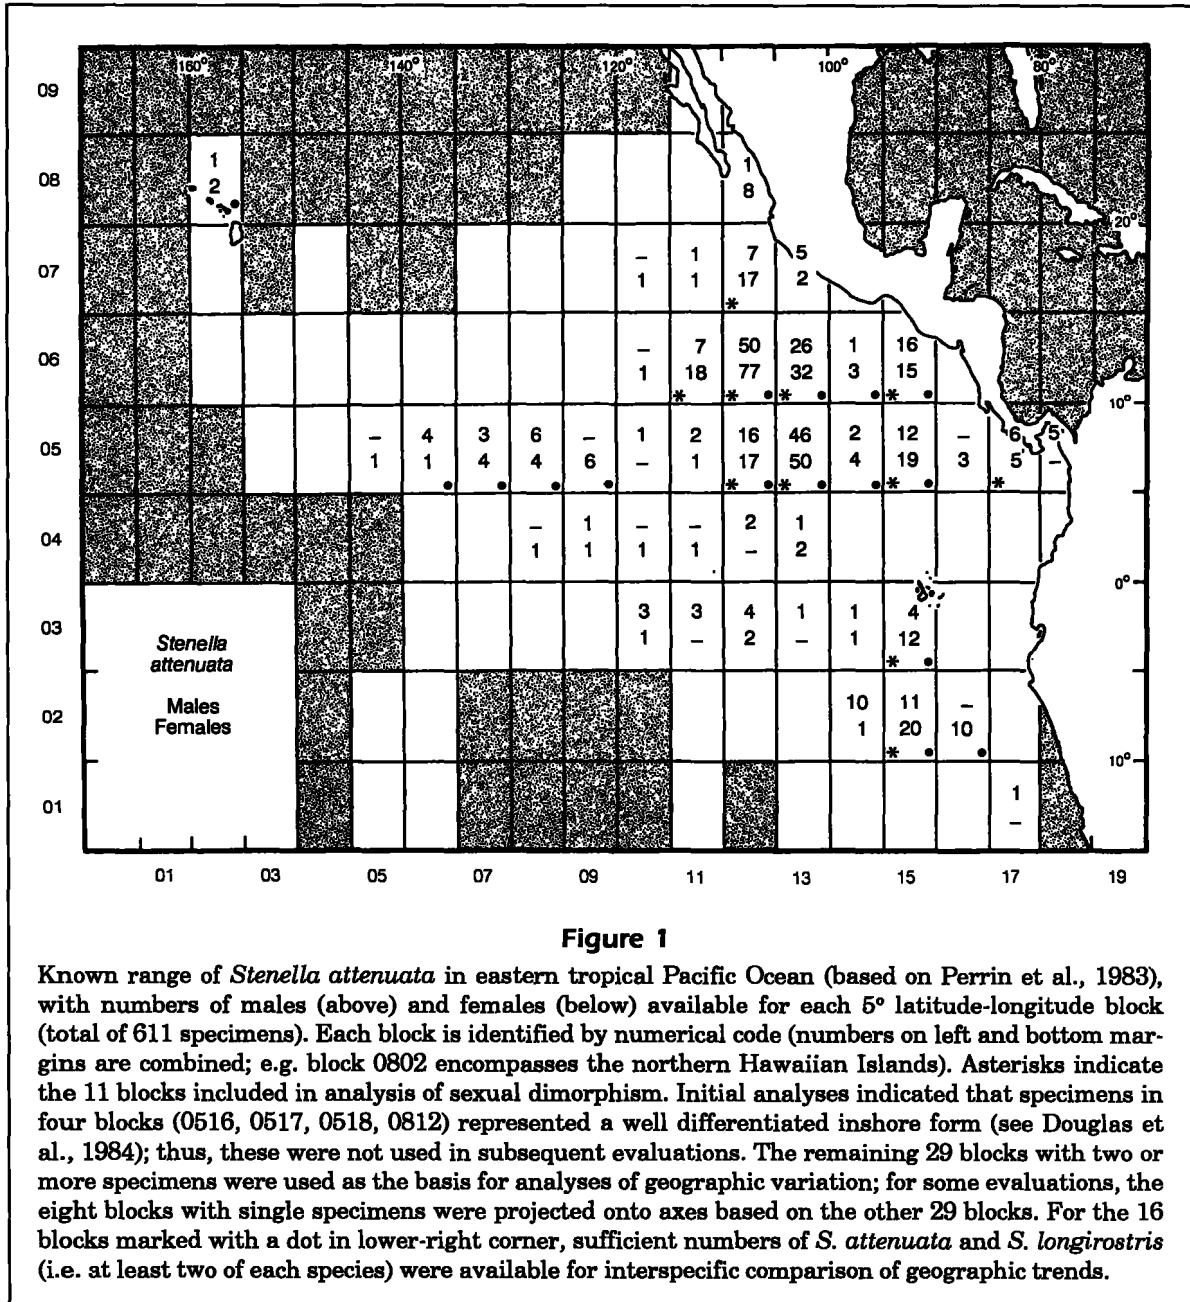 160° 140° 120° 100° 80°
09
1
08 1
2 8
20°
– 1 7 5
07
1 1 17 2
*
– 7 50 26 1 16
06
1 18 77 32 3 15
* * • * • • * •
10°
– 4 3 6 – 1 2 16 46 2 12 – 6 5
05
1 1 4 4 6 – 1 17 50 4 19 3 5 –
• • • • * • * • • * • *
– 1 – – 2 1
04
1 1 1 1 – 2
0°
3 3 4 1 1 4
03
1 – 2 – 1 12
* •
Stenella
attenuata
10 11 –
Males
02
Females
1 20 10
* • •
10°
1
01
–
01 03 05 07 09 11 13 15 17 19
Figure 1
Known range of Stenella attenuata in eastern tropical Pacific Ocean (based on Perrin et al., 1983),
with numbers of males (above) and females (below) available for each 5° latitude-longitude block
(total of 611 specimens). Each block is identified by numerical code (numbers on left and bottom mar-
gins are combined; e.g. block 0802 encompasses the northern Hawaiian Islands). Asterisks indicate
the 11 blocks included in analysis of sexual dimorphism. Initial analyses indicated that specimens in
four blocks (0516, 0517, 0518, 0812) represented a well differentiated inshore form (see Douglas et
al., 1984); thus, these were not used in subsequent evaluations. The remaining 29 blocks with two or
more specimens were used as the basis for analyses of geographic variation; for some evaluations, the
eight blocks with single specimens were projected onto axes based on the other 29 blocks. For the 16
blocks marked with a dot in lower-right corner, sufficient numbers of S. attenuata and S. longirostris
(i.e. at least two of each species) were available for interspecific comparison of geographic trends.